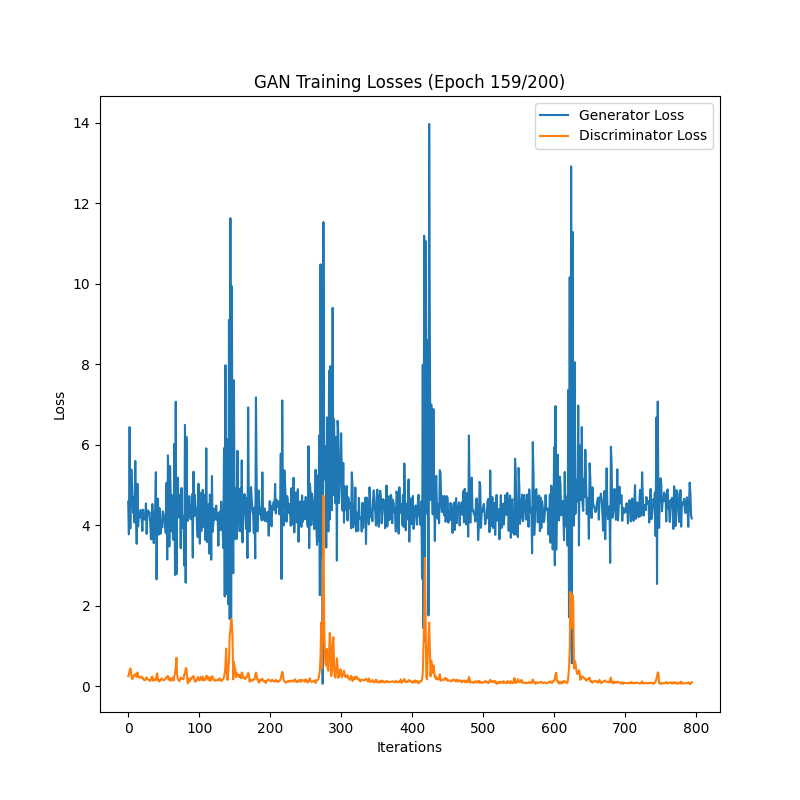 GAN Training Losses (Epoch 159/200)
Generator Loss
Discriminator Loss
14
12
10
8
6
4
2
0
Loss
0 100 200 300 400 500 600 700 800
Iterations